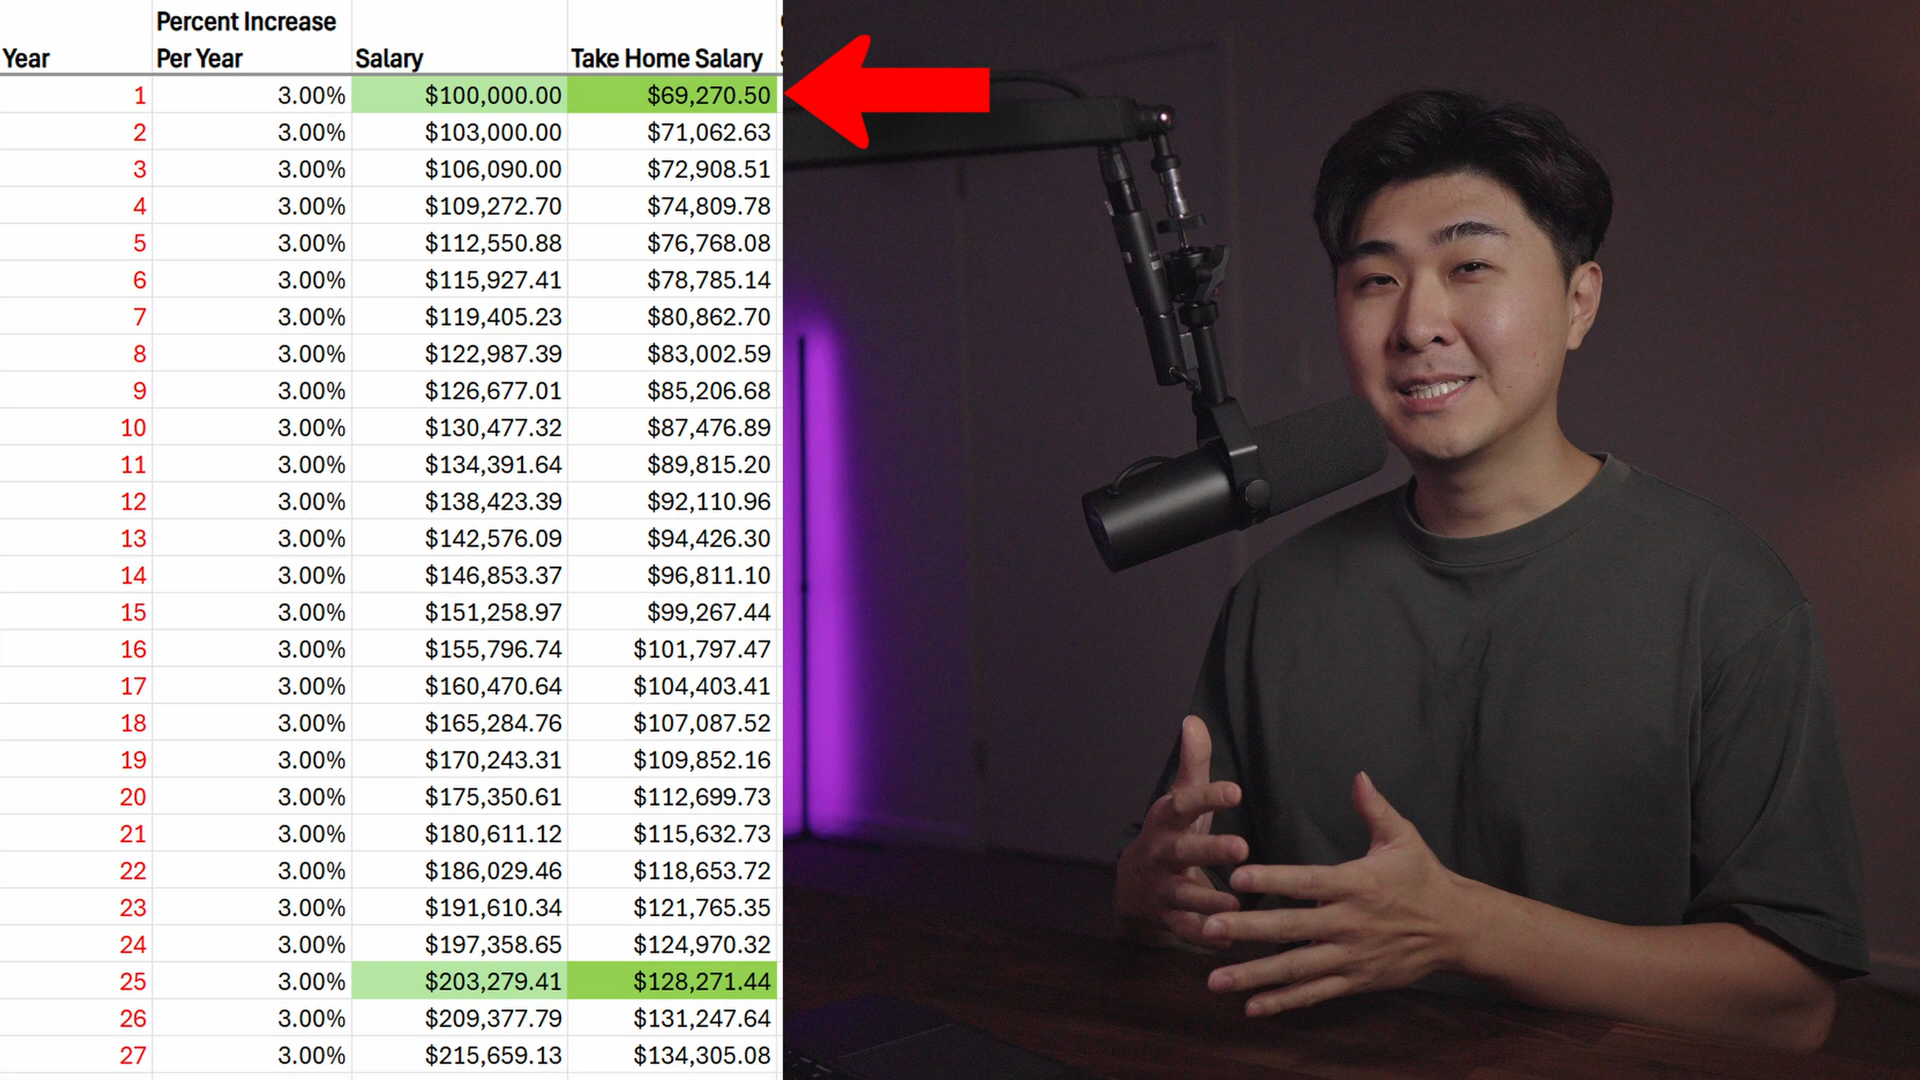 Percent Increase
Year Per Year Salary Take Home Salary
1 3.00% $100,000.00 $69,270.50
2 3.00% $103,000.00 $71,062.63
3 3.00% $106,090.00 $72,908.51
4 3.00% $109,272.70 $74,809.78
5 3.00% $112,550.88 $76,768.08
6 3.00% $115,927.41 $78,785.14
7 3.00% $119,405.23 $80,862.70
8 3.00% $122,987.39 $83,002.59
9 3.00% $126,677.01 $85,206.68
10 3.00% $130,477.32 $87,476.89
11 3.00% $134,391.64 $89,815.20
12 3.00% $138,423.39 $92,110.96
13 3.00% $142,576.09 $94,426.30
14 3.00% $146,853.37 $96,811.10
15 3.00% $151,258.97 $99,267.44
16 3.00% $155,796.74 $101,797.47
17 3.00% $160,470.64 $104,403.41
18 3.00% $165,284.76 $107,087.52
19 3.00% $170,243.31 $109,852.16
20 3.00% $175,350.61 $112,699.73
21 3.00% $180,611.12 $115,632.73
22 3.00% $186,029.46 $118,653.72
23 3.00% $191,610.34 $121,765.35
24 3.00% $197,358.65 $124,970.32
25 3.00% $203,279.41 $128,271.44
26 3.00% $209,377.79 $131,247.64
27 3.00% $215,659.13 $134,305.08